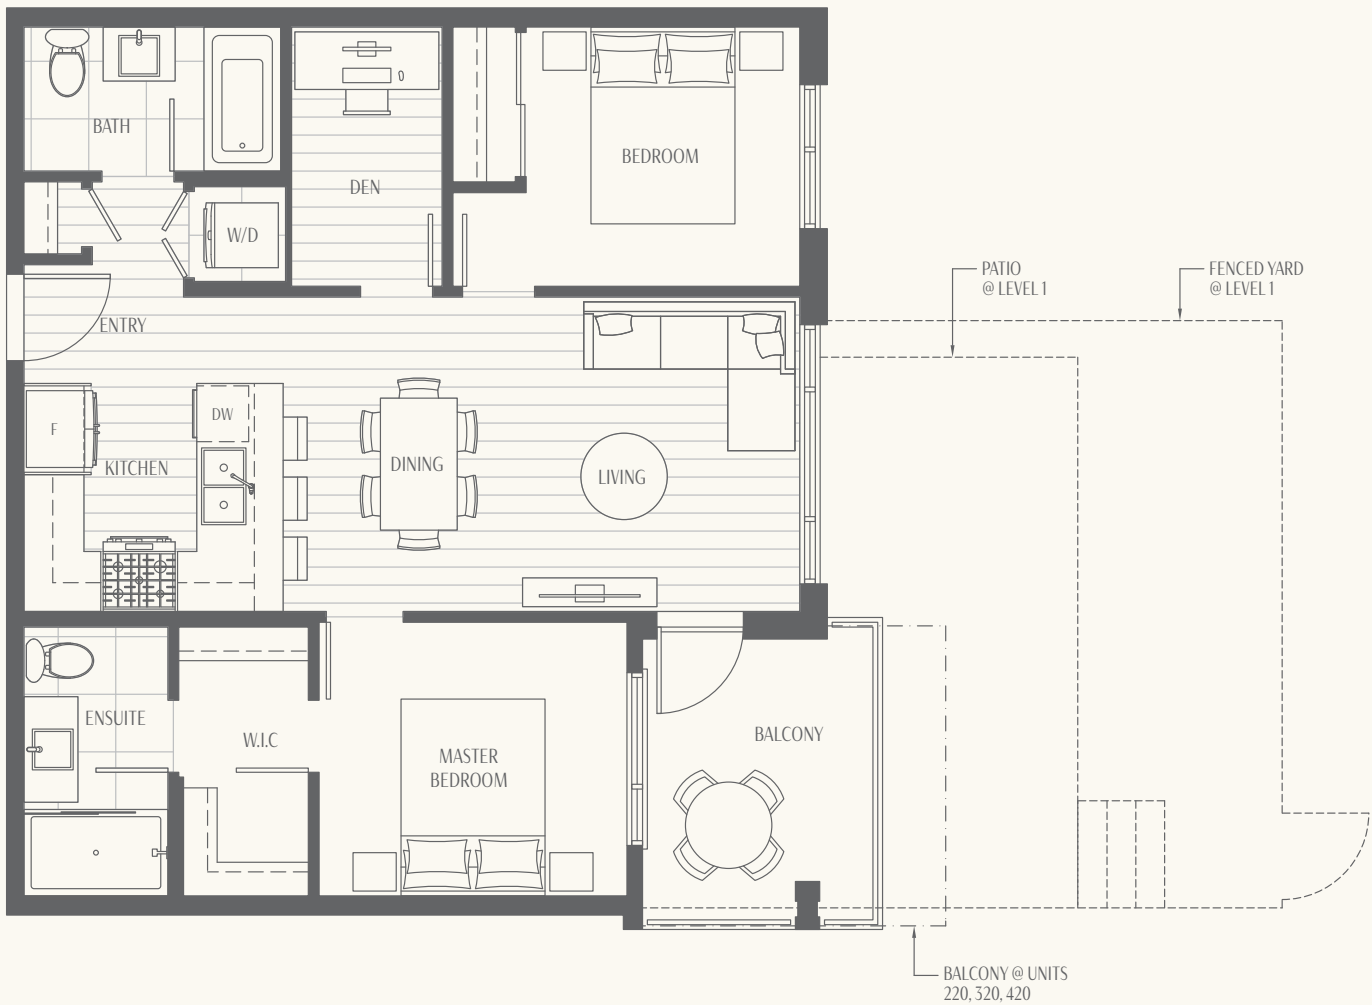 BATH
DEN
BEDROOM
W/D
PATIO
@ LEVEL 1
FENCED YARD
@ LEVEL 1
ENTRY
DW
F
KITCHEN
DINING
LIVING
ENSUITE
W.I.C
MASTER
BEDROOM
BALCONY
BALCONY @ UNITS
220, 320, 420